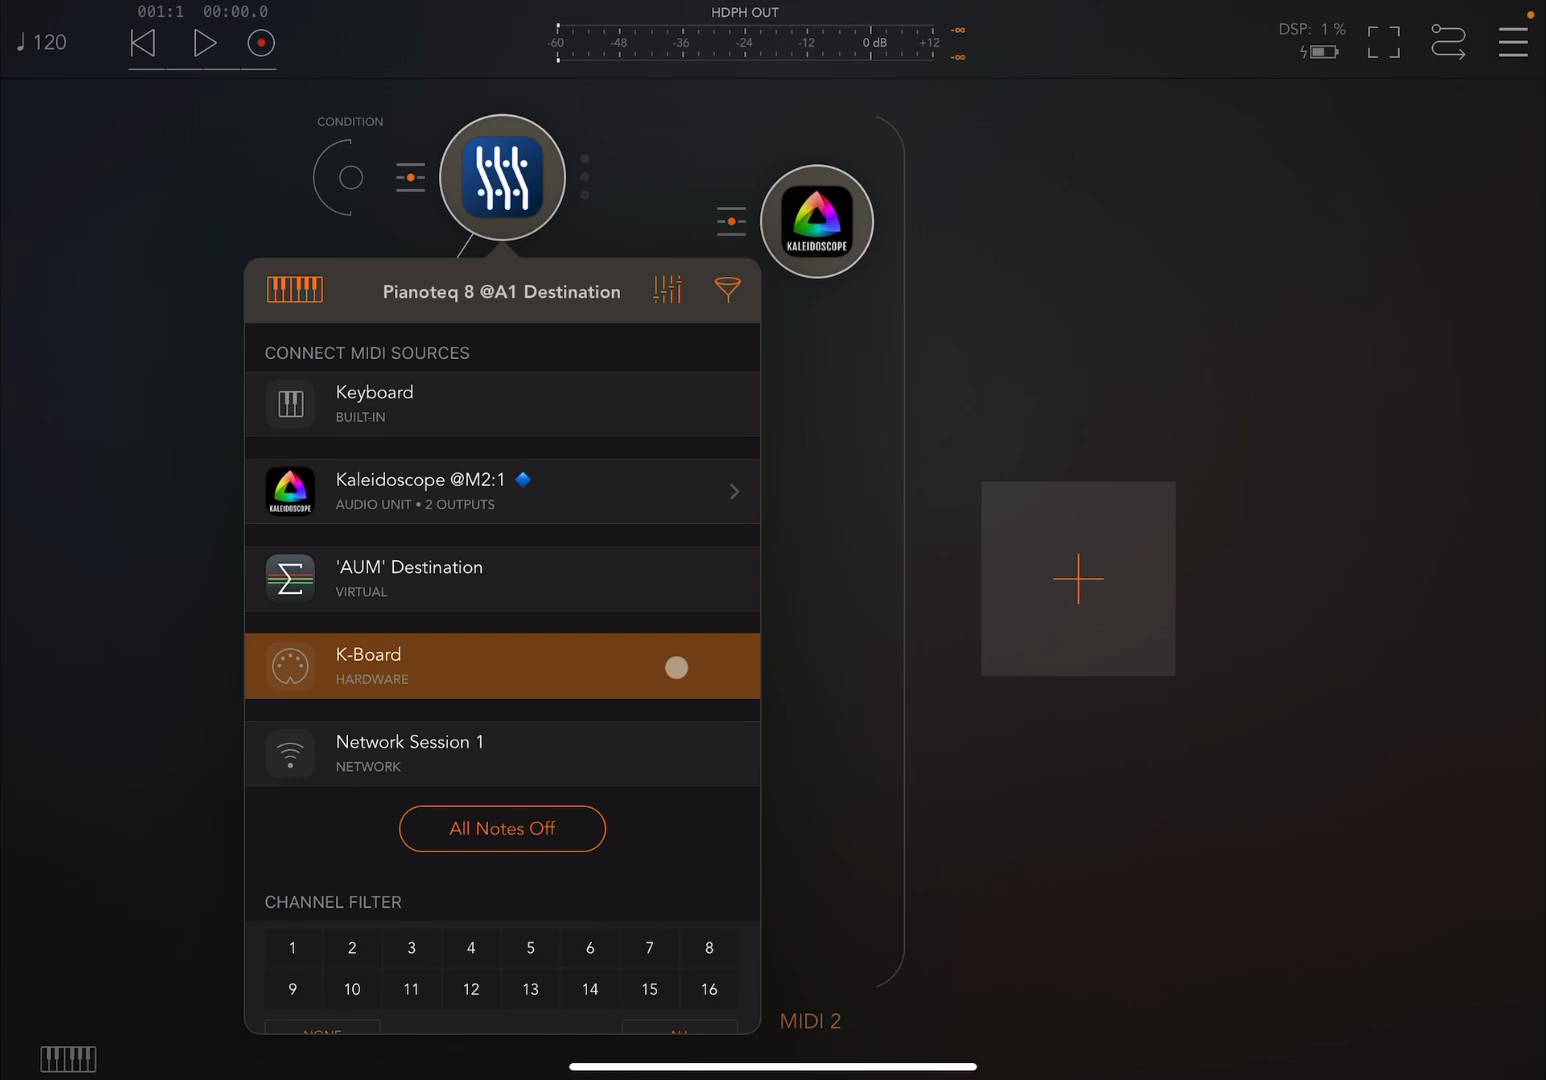 001:1 00:00.0
♩ 120
HDPH OUT
-60 -48 -36 -24 -12 0 dB +12
-∞
-∞
DSP: 1 %
CONDITION
KALEIDOSCOPE
Pianoteq 8 @A1 Destination
CONNECT MIDI SOURCES
Keyboard
BUILT-IN
KALEIDOSCOPE
Kaleidoscope @M2:1 🔷
AUDIO UNIT • 2 OUTPUTS
'AUM' Destination
VIRTUAL
K-Board
HARDWARE
Network Session 1
NETWORK
All Notes Off
CHANNEL FILTER
1 2 3 4 5 6 7 8
9 10 11 12 13 14 15 16
NONE ALL
MIDI 2